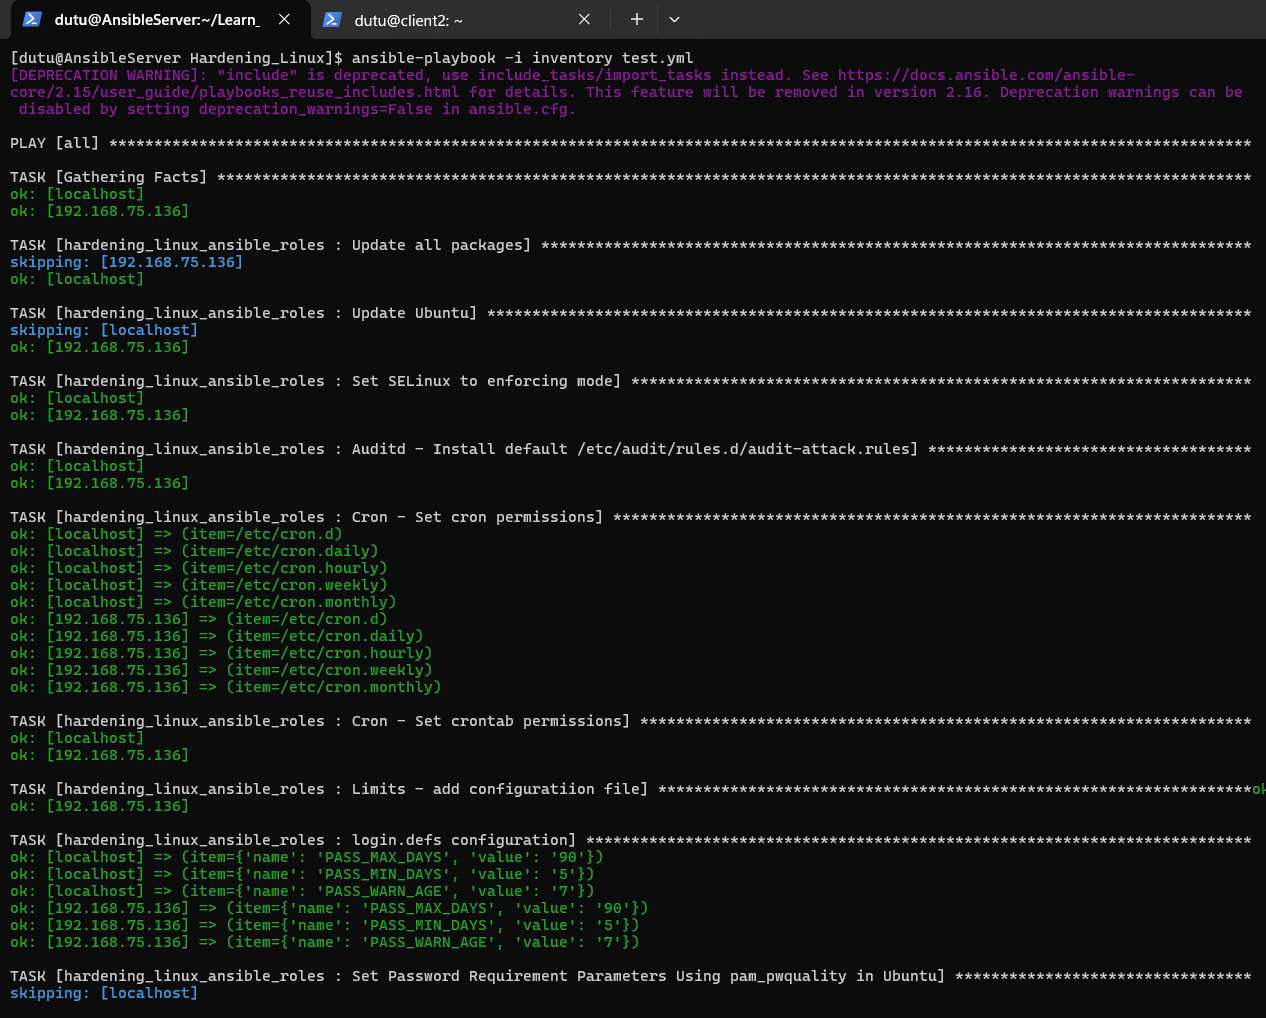 dutu@AnsibleServer:~/Learn_
dutu@client2: ~
[dutu@AnsibleServer Hardening_Linux]$ ansible-playbook -i inventory test.yml
[DEPRECATION WARNING]: "include" is deprecated, use include_tasks/import_tasks instead. See https://docs.ansible.com/ansible-
core/2.15/user_guide/playbooks_reuse_includes.html for details. This feature will be removed in version 2.16. Deprecation warnings can be
 disabled by setting deprecation_warnings=False in ansible.cfg.
PLAY [all] *******************************************************************************************************************************
TASK [Gathering Facts] *******************************************************************************************************************
ok: [localhost]
ok: [192.168.75.136]
TASK [hardening_linux_ansible_roles : Update all packages] *******************************************************************************
skipping: [192.168.75.136]
ok: [localhost]
TASK [hardening_linux_ansible_roles : Update Ubuntu] *************************************************************************************
skipping: [localhost]
ok: [192.168.75.136]
TASK [hardening_linux_ansible_roles : Set SELinux to enforcing mode] *********************************************************************
ok: [localhost]
ok: [192.168.75.136]
TASK [hardening_linux_ansible_roles : Auditd - Install default /etc/audit/rules.d/audit-attack.rules] ************************************
ok: [localhost]
ok: [192.168.75.136]
TASK [hardening_linux_ansible_roles : Cron - Set cron permissions] ***********************************************************************
ok: [localhost] => (item=/etc/cron.d)
ok: [localhost] => (item=/etc/cron.daily)
ok: [localhost] => (item=/etc/cron.hourly)
ok: [localhost] => (item=/etc/cron.weekly)
ok: [localhost] => (item=/etc/cron.monthly)
ok: [192.168.75.136] => (item=/etc/cron.d)
ok: [192.168.75.136] => (item=/etc/cron.daily)
ok: [192.168.75.136] => (item=/etc/cron.hourly)
ok: [192.168.75.136] => (item=/etc/cron.weekly)
ok: [192.168.75.136] => (item=/etc/cron.monthly)
TASK [hardening_linux_ansible_roles : Cron - Set crontab permissions] ********************************************************************
ok: [localhost]
ok: [192.168.75.136]
TASK [hardening_linux_ansible_roles : Limits - add configuratiion file] ******************************************************************ok
ok: [192.168.75.136]
TASK [hardening_linux_ansible_roles : login.defs configuration] **************************************************************************
ok: [localhost] => (item={'name': 'PASS_MAX_DAYS', 'value': '90'})
ok: [localhost] => (item={'name': 'PASS_MIN_DAYS', 'value': '5'})
ok: [localhost] => (item={'name': 'PASS_WARN_AGE', 'value': '7'})
ok: [192.168.75.136] => (item={'name': 'PASS_MAX_DAYS', 'value': '90'})
ok: [192.168.75.136] => (item={'name': 'PASS_MIN_DAYS', 'value': '5'})
ok: [192.168.75.136] => (item={'name': 'PASS_WARN_AGE', 'value': '7'})
TASK [hardening_linux_ansible_roles : Set Password Requirement Parameters Using pam_pwquality in Ubuntu] *********************************
skipping: [localhost]